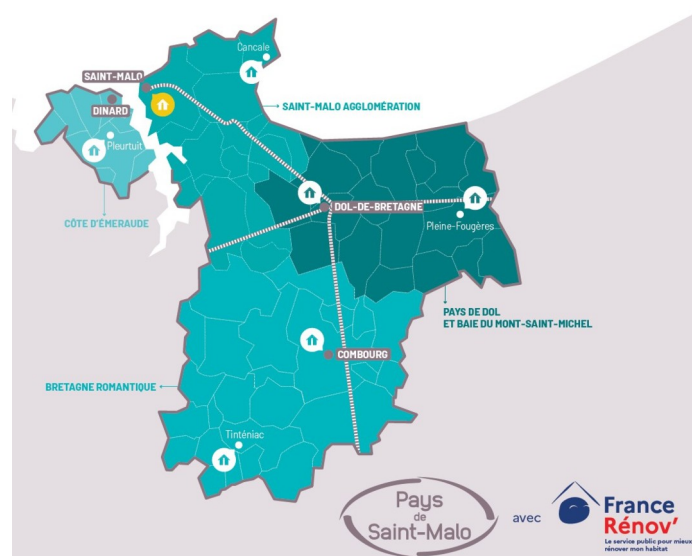 Cancale
SAINT-MALO
SAINT-MALO AGGLOMÉRATION
DINARD
Pleurtuit
CÔTE D'ÉMERAUDE
DOL-DE-BRETAGNE
Pleine-Fougères
PAYS DE DOL
ET BAIE DU MONT-SAINT-MICHEL
COMBOURG
BRETAGNE ROMANTIQUE
Tinténiac
Pays
de
Saint-Malo
avec
France
Rénov'
Le service public pour mieux
rénover mon habitat